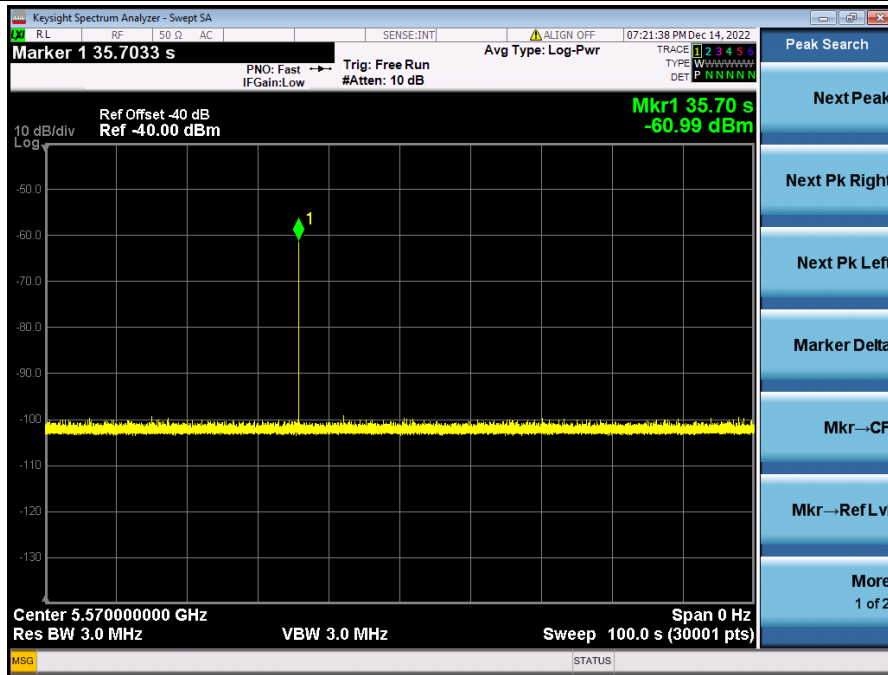 Keysight Spectrum Analyzer - Swept SA
LXI RL RF 50 Ω AC SENSE:INT ALIGN OFF 07:21:38 PM Dec 14, 2022
Marker 1 35.7033 s
PNO: Fast
IFGain:Low
Trig: Free Run
#Atten: 10 dB
Avg Type: Log-Pwr
TRACE 1 2 3 4 5 6
TYPE WWWWWW
DET P N N N N N
Peak Search
Mkr1 35.70 s
-60.99 dBm
10 dB/div
Log
Ref Offset -40 dB
Ref -40.00 dBm
1
-50.0
-60.0
-70.0
-80.0
-90.0
-100
-110
-120
-130
Center 5.570000000 GHz
Span 0 Hz
Res BW 3.0 MHz
VBW 3.0 MHz
Sweep 100.0 s (30001 pts)
Next Peak
Next Pk Right
Next Pk Left
Marker Delta
Mkr→CF
Mkr→Ref Lv
More
1 of 2
MSG
STATUS